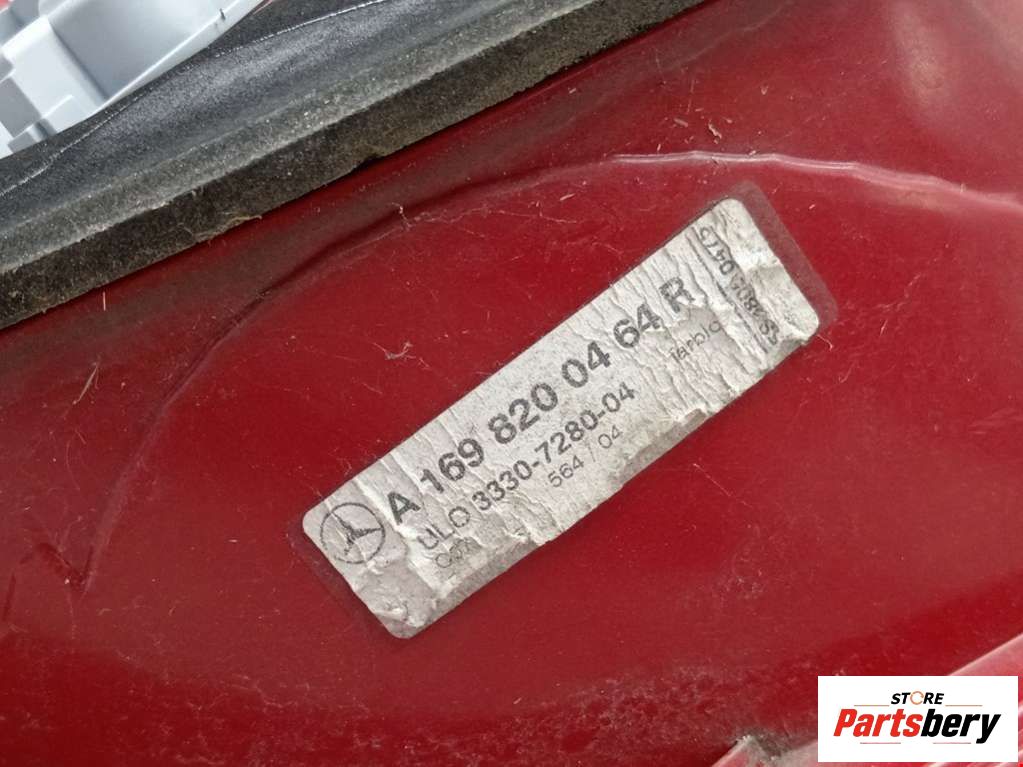 A 169 820 04 64 R
ULO 3330-7280-04
564 / 04
STORE
Partsbery